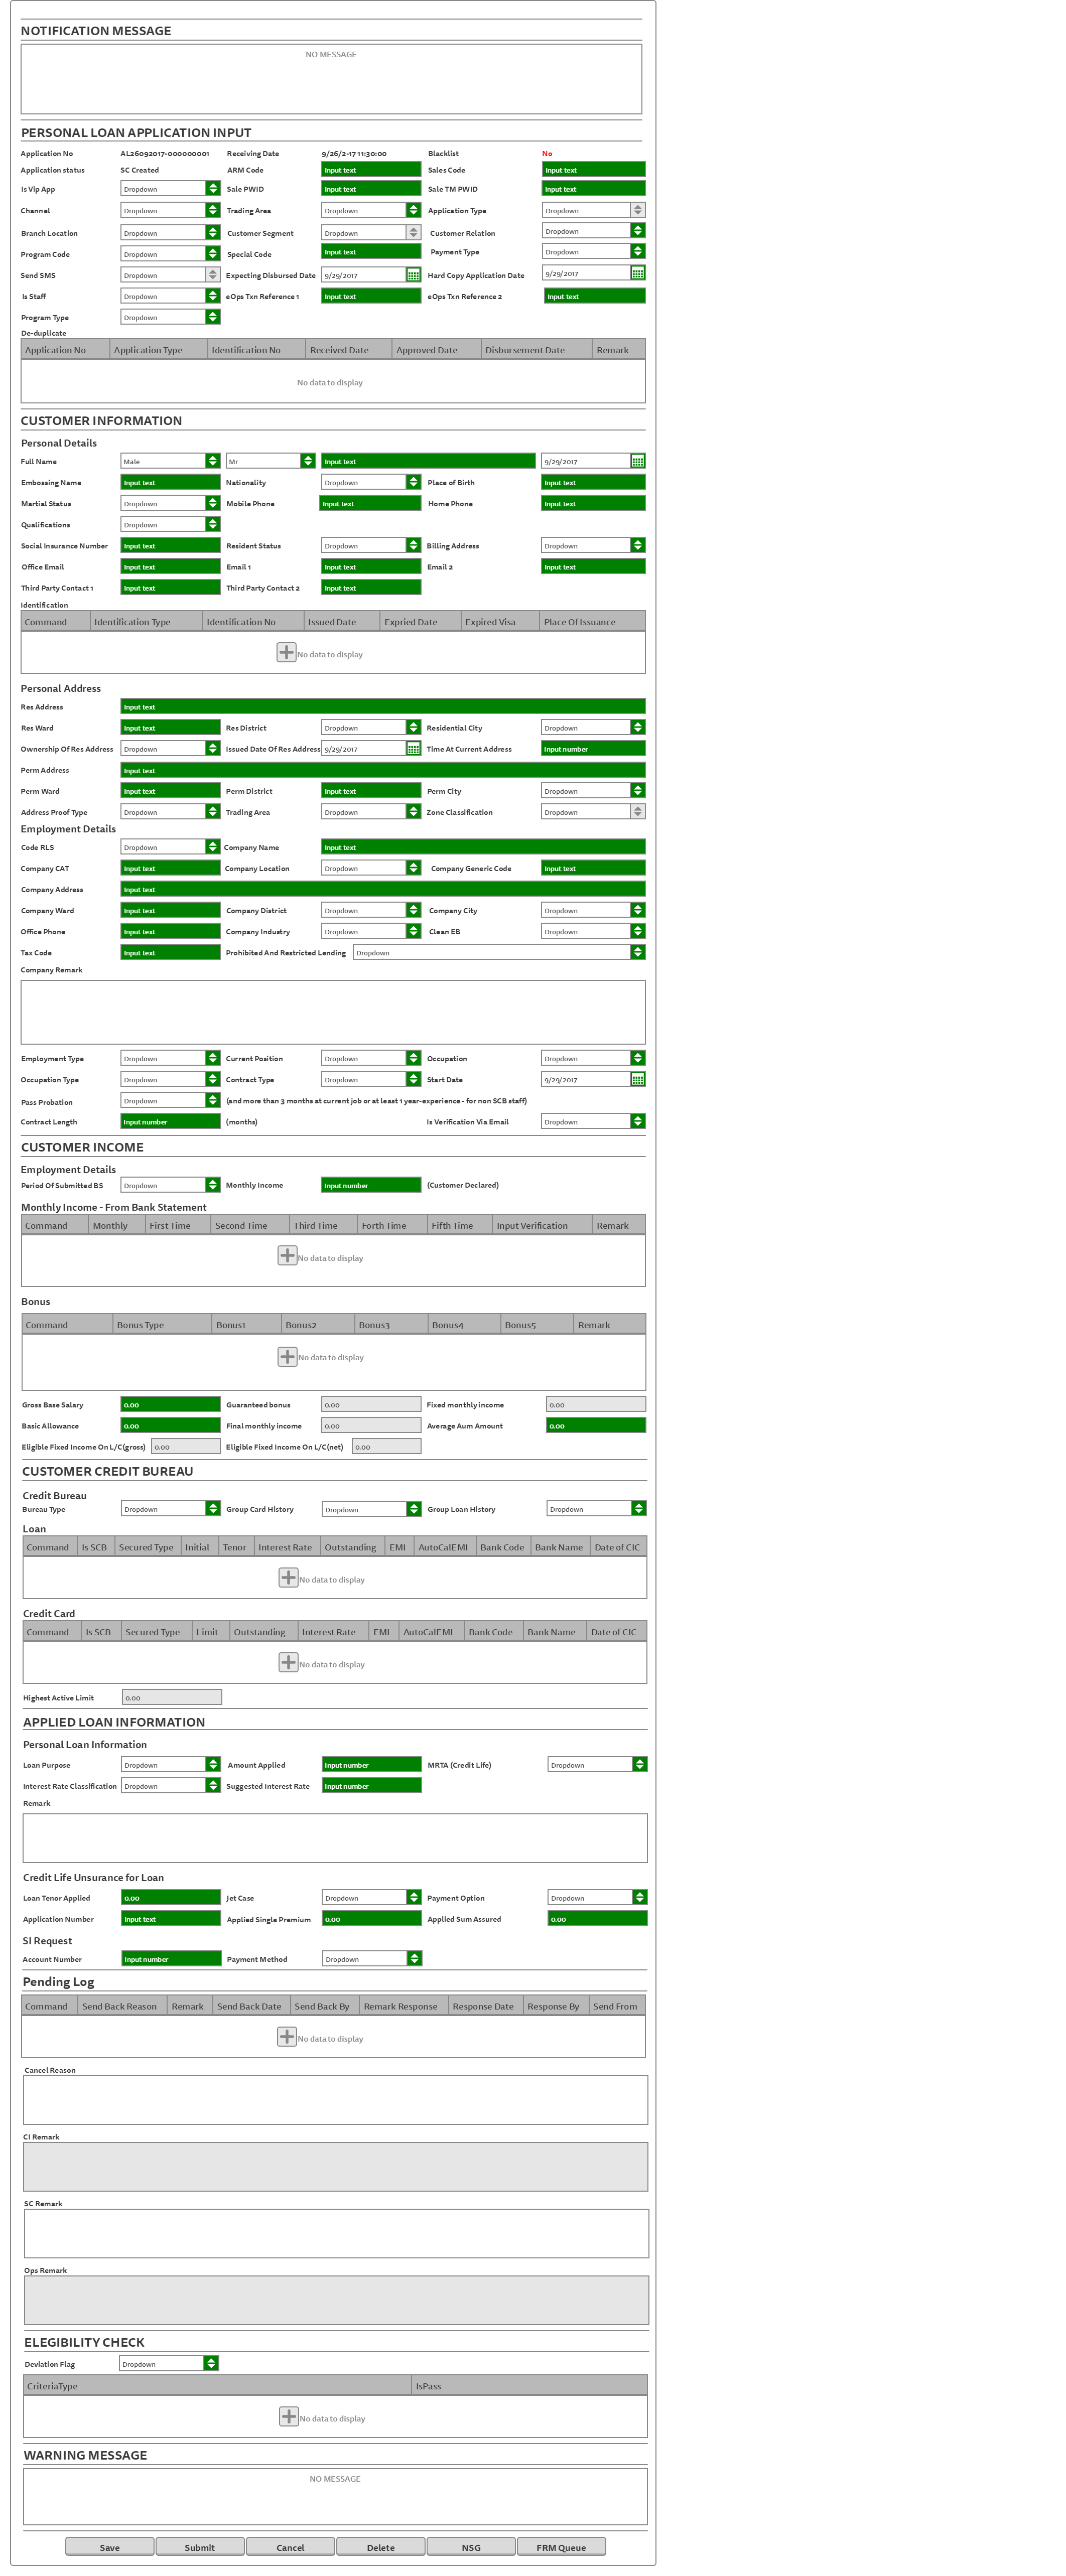 NOTIFICATION MESSAGE
NO MESSAGE
PERSONAL LOAN APPLICATION INPUT
Application No AL26092017-000000001 Receiving Date 9/26/2-17 11:30:00 Blacklist No
Application status SC Created ARM Code Input text Sales Code Input text
Is Vip App Dropdown Sale PWID Input text Sale TM PWID Input text
Channel Dropdown Trading Area Dropdown Application Type Dropdown
Branch Location Dropdown Customer Segment Dropdown Customer Relation Dropdown
Program Code Dropdown Special Code Input text Payment Type Dropdown
Send SMS Dropdown Expecting Disbursed Date 9/29/2017 Hard Copy Application Date 9/29/2017
Is Staff Dropdown eOps Txn Reference 1 Input text eOps Txn Reference 2 Input text
Program Type Dropdown
De-duplicate
Application No Application Type Identification No Received Date Approved Date Disbursement Date Remark
No data to display
CUSTOMER INFORMATION
Personal Details
Full Name Male Mr Input text 9/29/2017
Embossing Name Input text Nationality Dropdown Place of Birth Input text
Martial Status Dropdown Mobile Phone Input text Home Phone Input text
Qualifications Dropdown
Social Insurance Number Input text Resident Status Dropdown Billing Address Dropdown
Office Email Input text Email 1 Input text Email 2 Input text
Third Party Contact 1 Input text Third Party Contact 2 Input text
Identification
Command Identification Type Identification No Issued Date Expried Date Expired Visa Place Of Issuance
No data to display
Personal Address
Res Address Input text
Res Ward Input text Res District Dropdown Residential City Dropdown
Ownership Of Res Address Dropdown Issued Date Of Res Address 9/29/2017 Time At Current Address Input number
Perm Address Input text
Perm Ward Input text Perm District Input text Perm City Dropdown
Address Proof Type Dropdown Trading Area Dropdown Zone Classification Dropdown
Employment Details
Code RLS Dropdown Company Name Input text
Company CAT Input text Company Location Dropdown Company Generic Code Input text
Company Address Input text
Company Ward Input text Company District Dropdown Company City Dropdown
Office Phone Input text Company Industry Dropdown Clean EB Dropdown
Tax Code Input text Prohibited And Restricted Lending Dropdown
Company Remark
Employment Type Dropdown Current Position Dropdown Occupation Dropdown
Occupation Type Dropdown Contract Type Dropdown Start Date 9/29/2017
Pass Probation Dropdown (and more than 3 months at current job or at least 1 year-experience - for non SCB staff)
Contract Length Input number (months) Is Verification Via Email Dropdown
CUSTOMER INCOME
Employment Details
Period Of Submitted BS Dropdown Monthly Income Input number (Customer Declared)
Monthly Income - From Bank Statement
Command Monthly First Time Second Time Third Time Forth Time Fifth Time Input Verification Remark
No data to display
Bonus
Command Bonus Type Bonus1 Bonus2 Bonus3 Bonus4 Bonus5 Remark
No data to display
Gross Base Salary 0.00 Guaranteed bonus 0.00 Fixed monthly income 0.00
Basic Allowance 0.00 Final monthly income 0.00 Average Aum Amount 0.00
Eligible Fixed Income On L/C(gross) 0.00 Eligible Fixed Income On L/C(net) 0.00
CUSTOMER CREDIT BUREAU
Credit Bureau
Bureau Type Dropdown Group Card History Dropdown Group Loan History Dropdown
Loan
Command Is SCB Secured Type Initial Tenor Interest Rate Outstanding EMI AutoCalEMI Bank Code Bank Name Date of CIC
No data to display
Credit Card
Command Is SCB Secured Type Limit Outstanding Interest Rate EMI AutoCalEMI Bank Code Bank Name Date of CIC
No data to display
Highest Active Limit 0.00
APPLIED LOAN INFORMATION
Personal Loan Information
Loan Purpose Dropdown Amount Applied Input number MRTA (Credit Life) Dropdown
Interest Rate Classification Dropdown Suggested Interest Rate Input number
Remark
Credit Life Unsurance for Loan
Loan Tenor Applied 0.00 Jet Case Dropdown Payment Option Dropdown
Application Number Input text Applied Single Premium 0.00 Applied Sum Assured 0.00
SI Request
Account Number Input number Payment Method Dropdown
Pending Log
Command Send Back Reason Remark Send Back Date Send Back By Remark Response Response Date Response By Send From
No data to display
Cancel Reason
CI Remark
SC Remark
Ops Remark
ELEGIBILITY CHECK
Deviation Flag Dropdown
CriteriaType IsPass
No data to display
WARNING MESSAGE
NO MESSAGE
Save Submit Cancel Delete NSG FRM Queue